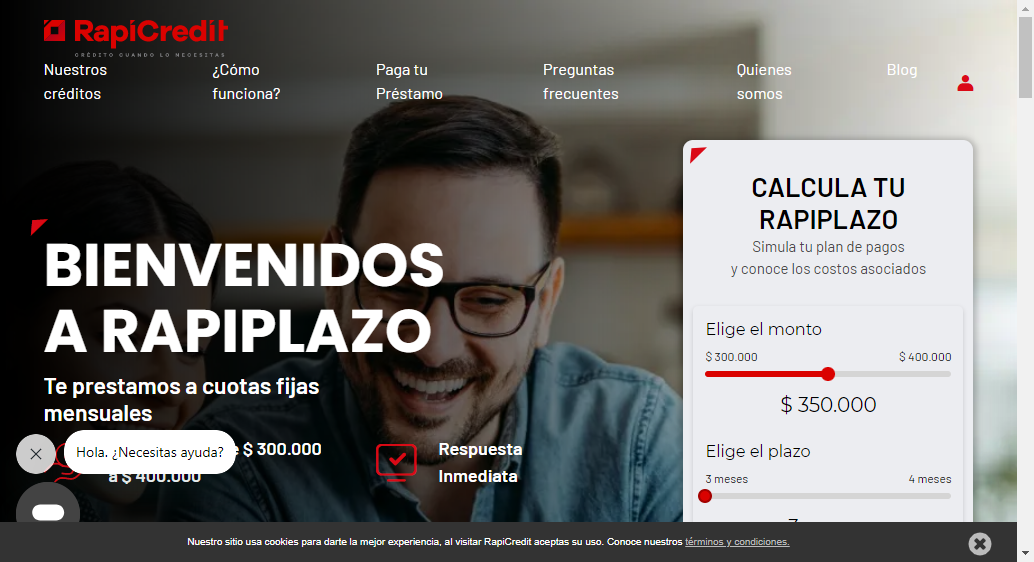 RapiCredit
CRÉDITO CUANDO LO NECESITAS
Nuestros
créditos
¿Cómo
funciona?
Paga tu
Préstamo
Preguntas
frecuentes
Quienes
somos
Blog
BIENVENIDOS
A RAPIPLAZO
Te prestamos a cuotas fijas
mensuales
e $ 300.000
a $ 400.000
Respuesta
Inmediata
Hola. ¿Necesitas ayuda?
CALCULA TU
RAPIPLAZO
Simula tu plan de pagos
y conoce los costos asociados
Elige el monto
$ 300.000 $ 400.000
$ 350.000
Elige el plazo
3 meses 4 meses
Nuestro sitio usa cookies para darte la mejor experiencia, al visitar RapiCredit aceptas su uso. Conoce nuestros términos y condiciones.